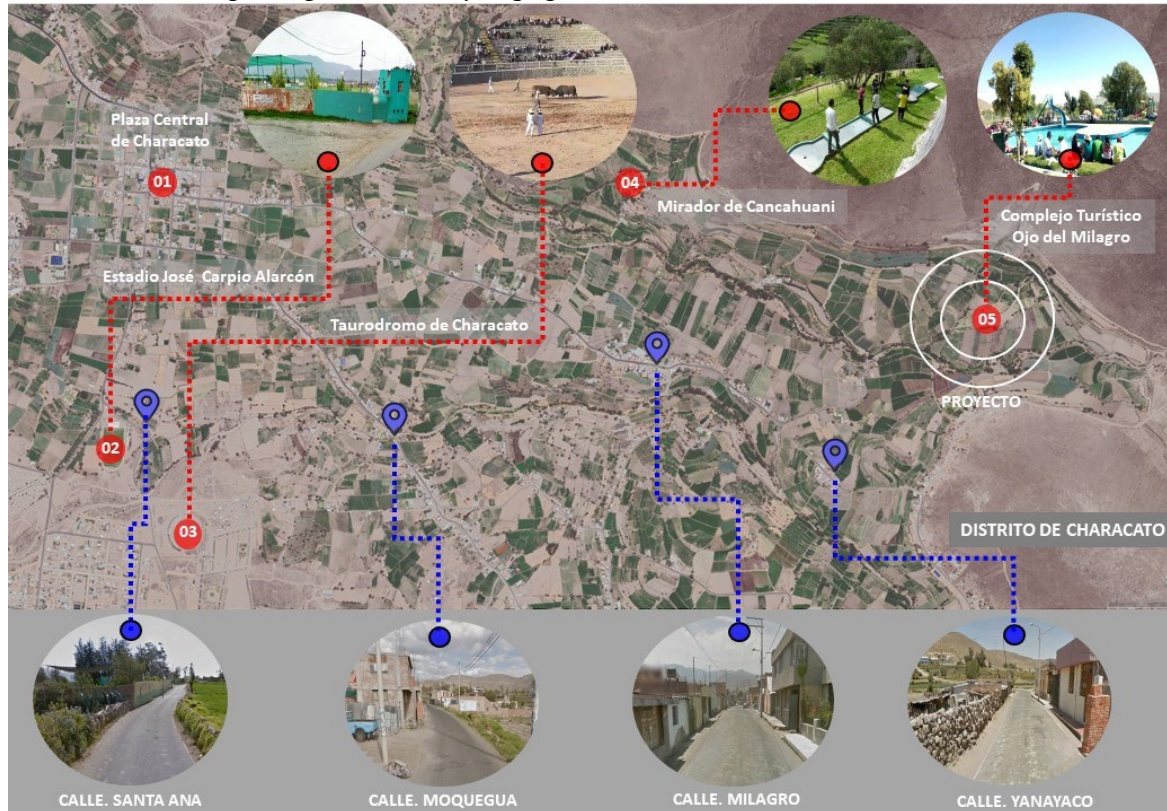 Plaza Central
de Characato
01
04
Mirador de Cancahuani
Complejo Turístico
Ojo del Milagro
Estadio José Carpio Alarcón
Taurodromo de Characato
05
PROYECTO
02
03
DISTRITO DE CHARACATO
CALLE. SANTA ANA
CALLE. MOQUEGUA
CALLE. MILAGRO
CALLE. YANAYACO